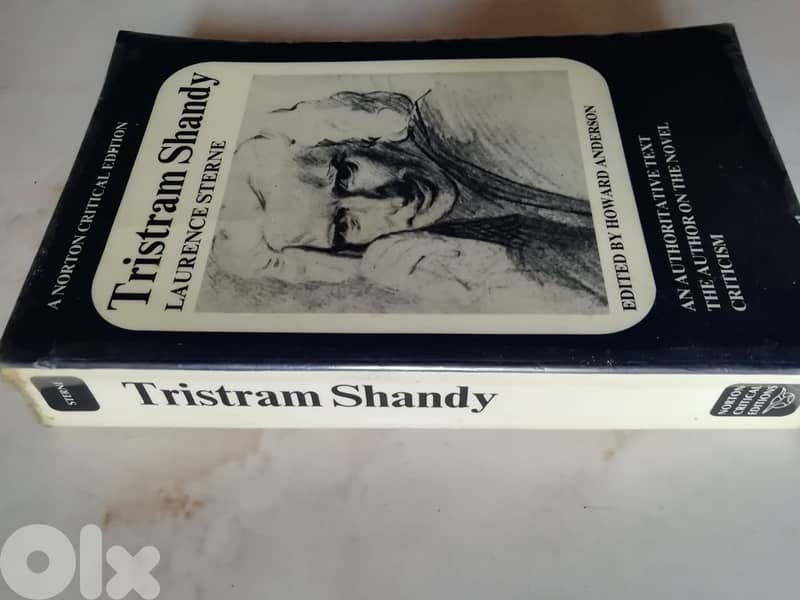 A NORTON CRITICAL EDITION
Tristram Shandy
LAURENCE STERNE
EDITED BY HOWARD ANDERSON
AN AUTHORITATIVE TEXT
THE AUTHOR ON THE NOVEL
CRITICISM
STERNE
Tristram Shandy
NORTON
CRITICAL
EDITIONS
Olx